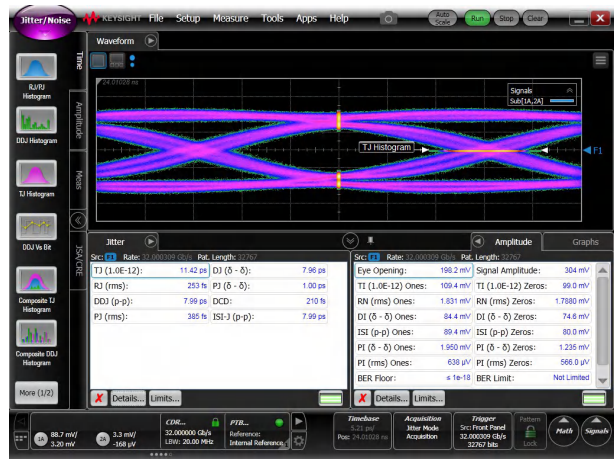 Jitter/Noise
KEYSIGHT File Setup Measure Tools Apps Help
Auto Scale
Run
Stop
Clear
X
Waveform
Time
Amplitude
Meas
JSA/CRE
RJ/PJ
Histogram
DDJ Histogram
TJ Histogram
DDJ Vs Bit
Composite TJ
Histogram
Composite DDJ
Histogram
More (1/2)
24.01028 ns
Signals
Sub[1A,2A]
TJ Histogram
F1
Jitter
Src: F1 Rate: 32.000309 Gb/s Pat. Length: 32767
TJ (1.0E-12): 11.42 ps DJ (δ - δ): 7.96 ps
RJ (rms): 253 fs PJ (δ - δ): 1.00 ps
DDJ (p-p): 7.99 ps DCD: 210 fs
PJ (rms): 385 fs ISI-J (p-p): 7.99 ps
Details... Limits...
Amplitude Graphs
Src: F1 Rate: 32.000309 Gb/s Pat. Length: 32767
Eye Opening: 198.2 mV Signal Amplitude: 304 mV
TI (1.0E-12) Ones: 109.4 mV TI (1.0E-12) Zeros: 99.0 mV
RN (rms) Ones: 1.831 mV RN (rms) Zeros: 1.7880 mV
DI (δ - δ) Ones: 84.4 mV DI (δ - δ) Zeros: 74.6 mV
ISI (p-p) Ones: 89.4 mV ISI (p-p) Zeros: 80.0 mV
PI (δ - δ) Ones: 1.950 mV PI (δ - δ) Zeros: 1.235 mV
PI (rms) Ones: 638 µV PI (rms) Zeros: 566.0 µV
BER Floor: ≤ 1e-18 BER Limit: Not Limited
Details... Limits...
1A 88.7 mV/
3.20 mV
2A 3.3 mV/
-168 µV
CDR...
32.000000 Gb/s
LBW: 20.00 MHz
PTB...
Reference:
Internal Reference
Timebase
5.21 ps/
Pos: 24.01028 ns
Acquisition
Jitter Mode
Acquisition
Trigger
Src: Front Panel
32.000309 Gb/s
32767 bits
Pattern
Lock
Math
Signals